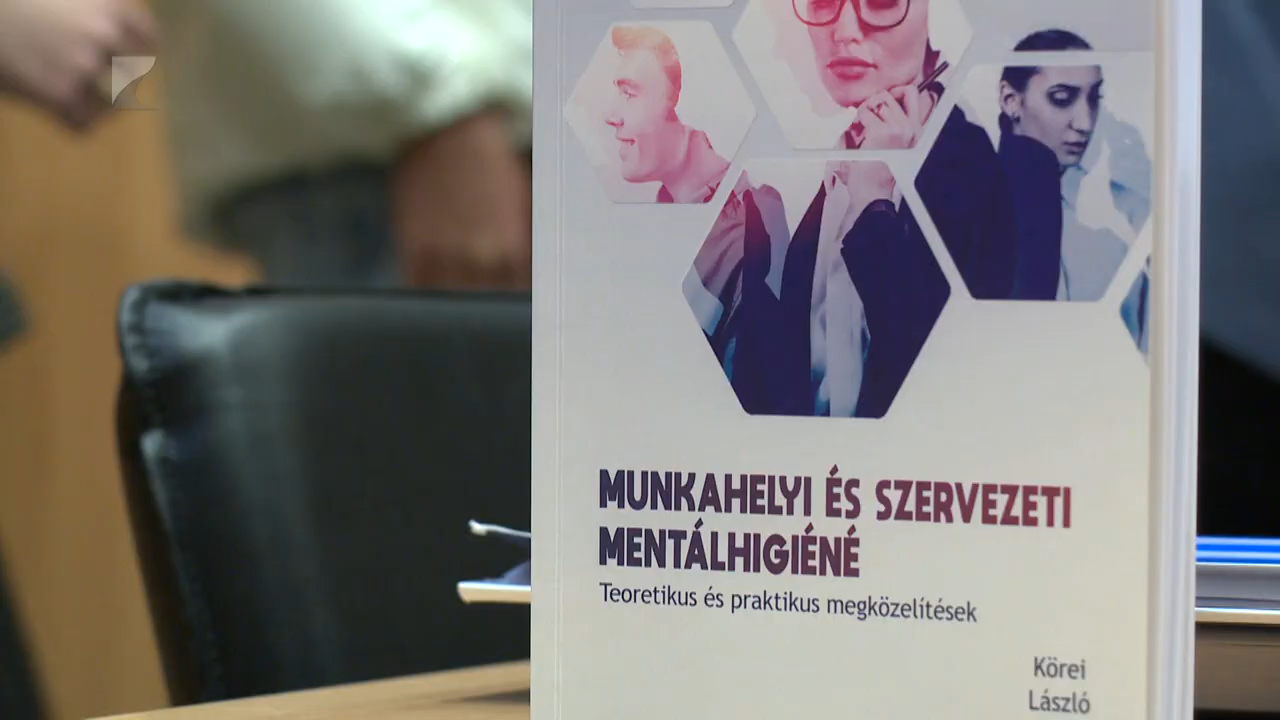 MUNKAHELYI ÉS SZERVEZETI
MENTÁLHIGIÉNÉ
Teoretikus és praktikus megközelítések
Körei
László